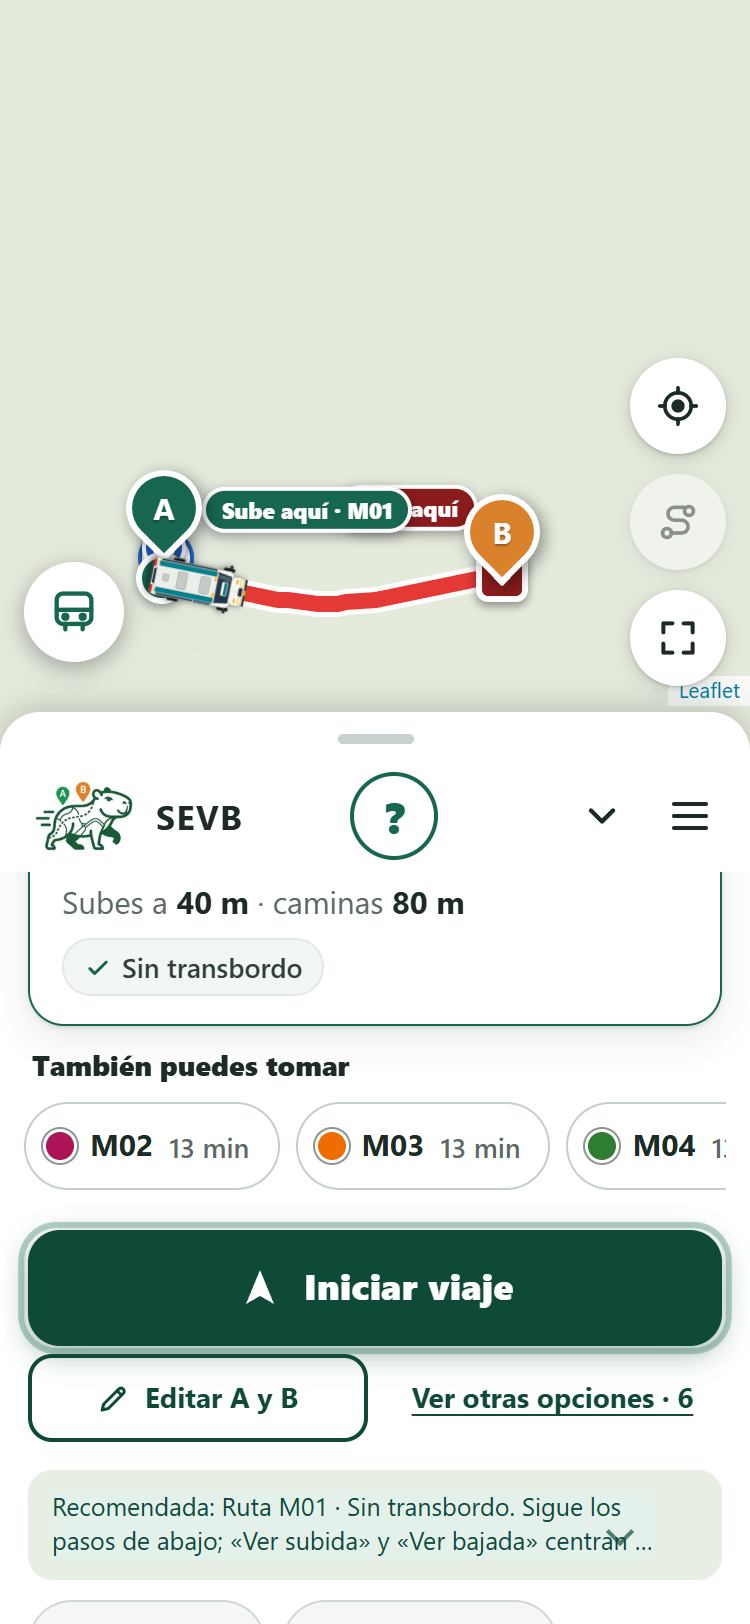 A
Sube aquí · M01
aquí
B
Leaflet
A B
SEVB
?
Subes a 40 m · caminas 80 m
Sin transbordo
También puedes tomar
M02 13 min
M03 13 min
M04
Iniciar viaje
Editar A y B
Ver otras opciones · 6
Recomendada: Ruta M01 · Sin transbordo. Sigue los
pasos de abajo; «Ver subida» y «Ver bajada» centran ...